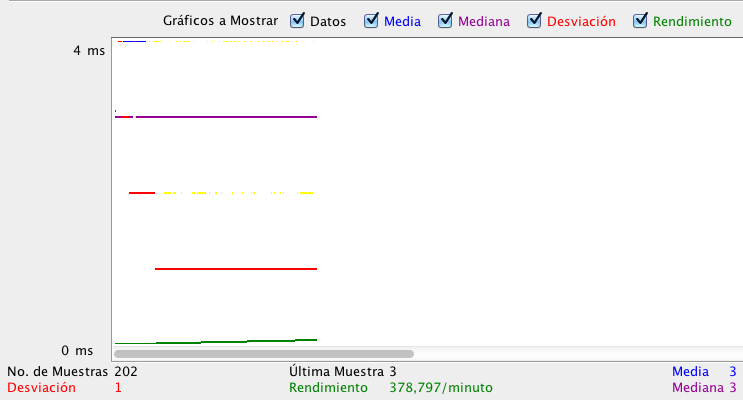 Gráficos a Mostrar Datos Media Mediana Desviación Rendimiento
4 ms
0 ms
No. de Muestras 202 Última Muestra 3 Media 3
Desviación 1 Rendimiento 378,797/minuto Mediana 3